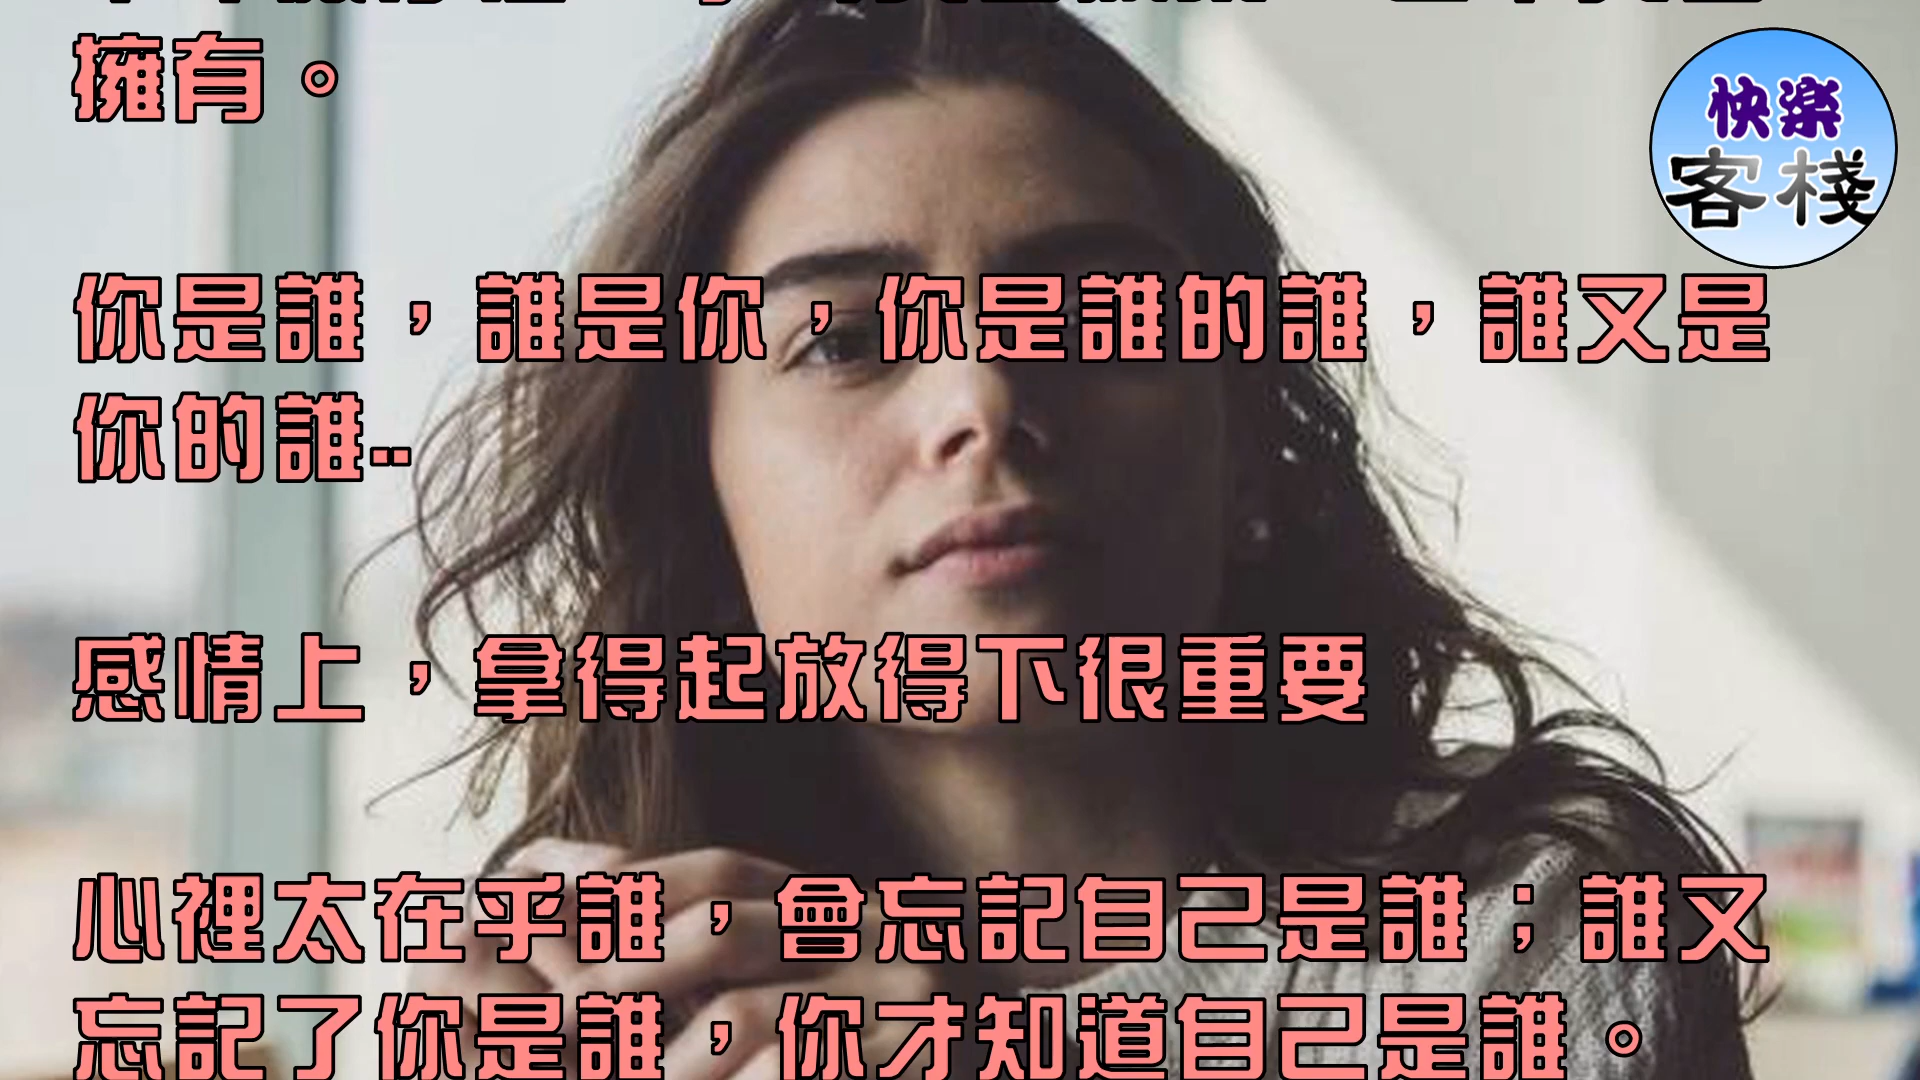 擁有。
快樂
客棧
你是誰，誰是你，你是誰的誰，誰又是
你的誰..
感情上，拿得起放得下很重要
心裡太在乎誰，會忘記自己是誰；誰又
忘記了你是誰，你才知道自己是誰。